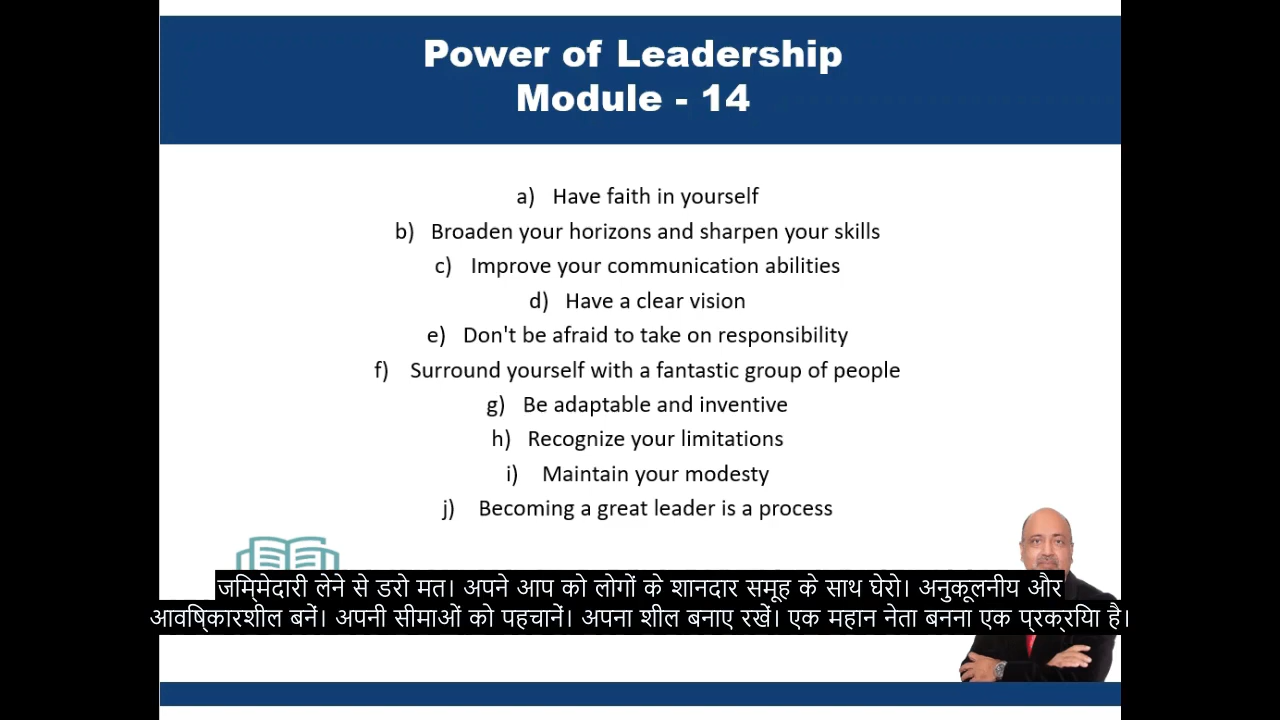 Power of Leadership
Module - 14
a) Have faith in yourself
b) Broaden your horizons and sharpen your skills
c) Improve your communication abilities
d) Have a clear vision
e) Don't be afraid to take on responsibility
f) Surround yourself with a fantastic group of people
g) Be adaptable and inventive
h) Recognize your limitations
i) Maintain your modesty
j) Becoming a great leader is a process
जिम्मेदारी लेने से डरो मत। अपने आप को लोगों के शानदार समूह के साथ घेरो। अनुकूलनीय और
आविष्कारशील बनें। अपनी सीमाओं को पहचानें। अपना शील बनाए रखें। एक महान नेता बनना एक प्रक्रिया है।